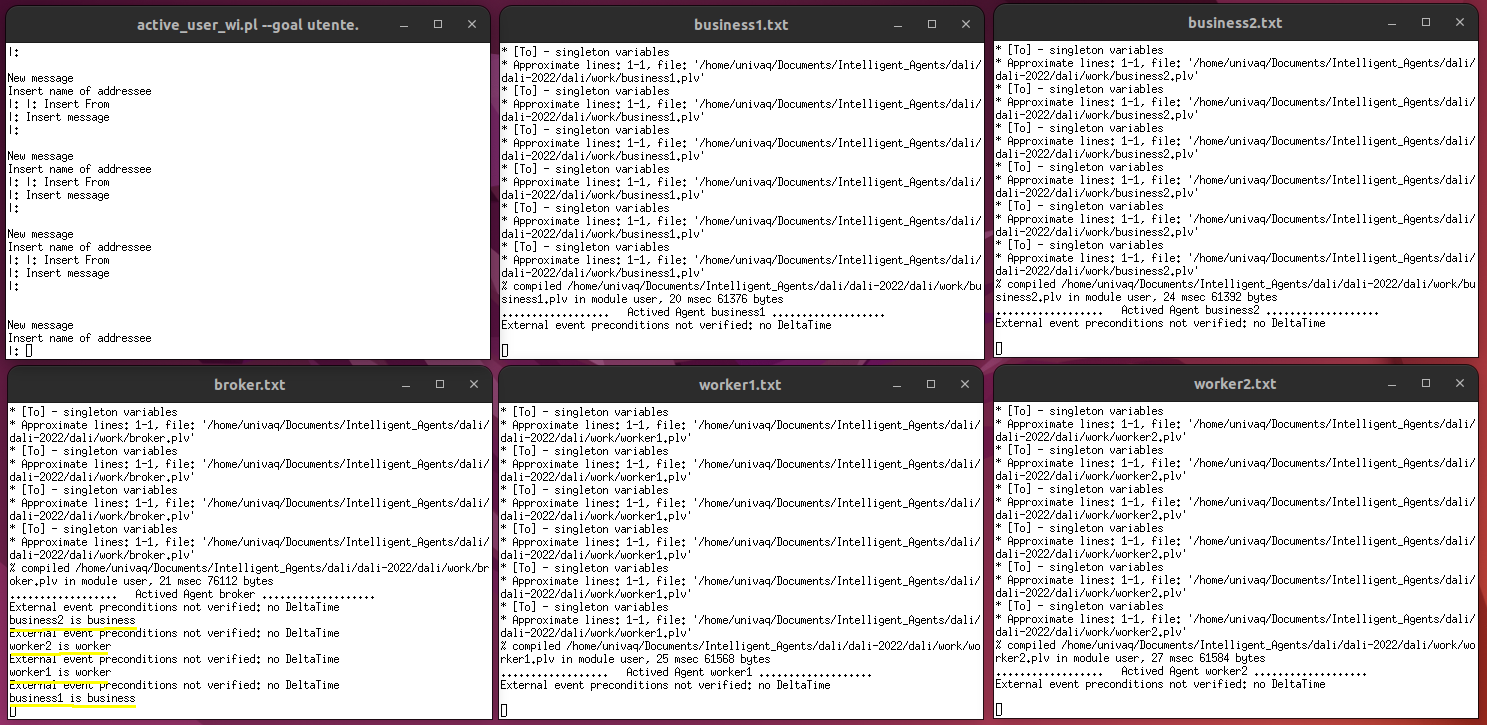 active_user_wi.pl --goal utente.
|:
New message
Insert name of addressee
|: |: Insert From
|: Insert message
|:
New message
Insert name of addressee
|: |: Insert From
|: Insert message
|:
New message
Insert name of addressee
|: |: Insert From
|: Insert message
|:
New message
Insert name of addressee
|:
business1.txt
* [To] - singleton variables
* Approximate lines: 1-1, file: '/home/univaq/Documents/Intelligent_Agents/dali/
dali-2022/dali/work/business1.plv'
* [To] - singleton variables
* Approximate lines: 1-1, file: '/home/univaq/Documents/Intelligent_Agents/dali/
dali-2022/dali/work/business1.plv'
* [To] - singleton variables
* Approximate lines: 1-1, file: '/home/univaq/Documents/Intelligent_Agents/dali/
dali-2022/dali/work/business1.plv'
* [To] - singleton variables
* Approximate lines: 1-1, file: '/home/univaq/Documents/Intelligent_Agents/dali/
dali-2022/dali/work/business1.plv'
* [To] - singleton variables
* Approximate lines: 1-1, file: '/home/univaq/Documents/Intelligent_Agents/dali/
dali-2022/dali/work/business1.plv'
* [To] - singleton variables
* Approximate lines: 1-1, file: '/home/univaq/Documents/Intelligent_Agents/dali/
dali-2022/dali/work/business1.plv'
% compiled /home/univaq/Documents/Intelligent_Agents/dali/dali-2022/dali/work/bu
siness1.plv in module user, 20 msec 61376 bytes
.................. Actived Agent business1 ...................
External event preconditions not verified: no DeltaTime
business2.txt
* [To] - singleton variables
* Approximate lines: 1-1, file: '/home/univaq/Documents/Intelligent_Agents/dali/
dali-2022/dali/work/business2.plv'
* [To] - singleton variables
* Approximate lines: 1-1, file: '/home/univaq/Documents/Intelligent_Agents/dali/
dali-2022/dali/work/business2.plv'
* [To] - singleton variables
* Approximate lines: 1-1, file: '/home/univaq/Documents/Intelligent_Agents/dali/
dali-2022/dali/work/business2.plv'
* [To] - singleton variables
* Approximate lines: 1-1, file: '/home/univaq/Documents/Intelligent_Agents/dali/
dali-2022/dali/work/business2.plv'
* [To] - singleton variables
* Approximate lines: 1-1, file: '/home/univaq/Documents/Intelligent_Agents/dali/
dali-2022/dali/work/business2.plv'
* [To] - singleton variables
* Approximate lines: 1-1, file: '/home/univaq/Documents/Intelligent_Agents/dali/
dali-2022/dali/work/business2.plv'
% compiled /home/univaq/Documents/Intelligent_Agents/dali/dali-2022/dali/work/bu
siness2.plv in module user, 24 msec 61392 bytes
.................. Actived Agent business2 ...................
External event preconditions not verified: no DeltaTime
broker.txt
* [To] - singleton variables
* Approximate lines: 1-1, file: '/home/univaq/Documents/Intelligent_Agents/dali/
dali-2022/dali/work/broker.plv'
* [To] - singleton variables
* Approximate lines: 1-1, file: '/home/univaq/Documents/Intelligent_Agents/dali/
dali-2022/dali/work/broker.plv'
* [To] - singleton variables
* Approximate lines: 1-1, file: '/home/univaq/Documents/Intelligent_Agents/dali/
dali-2022/dali/work/broker.plv'
* [To] - singleton variables
* Approximate lines: 1-1, file: '/home/univaq/Documents/Intelligent_Agents/dali/
dali-2022/dali/work/broker.plv'
% compiled /home/univaq/Documents/Intelligent_Agents/dali/dali-2022/dali/work/br
oker.plv in module user, 21 msec 76112 bytes
.................. Actived Agent broker ...................
External event preconditions not verified: no DeltaTime
business2 is business
External event preconditions not verified: no DeltaTime
worker2 is worker
External event preconditions not verified: no DeltaTime
worker1 is worker
External event preconditions not verified: no DeltaTime
business1 is business
worker1.txt
* [To] - singleton variables
* Approximate lines: 1-1, file: '/home/univaq/Documents/Intelligent_Agents/dali/
dali-2022/dali/work/worker1.plv'
* [To] - singleton variables
* Approximate lines: 1-1, file: '/home/univaq/Documents/Intelligent_Agents/dali/
dali-2022/dali/work/worker1.plv'
* [To] - singleton variables
* Approximate lines: 1-1, file: '/home/univaq/Documents/Intelligent_Agents/dali/
dali-2022/dali/work/worker1.plv'
* [To] - singleton variables
* Approximate lines: 1-1, file: '/home/univaq/Documents/Intelligent_Agents/dali/
dali-2022/dali/work/worker1.plv'
* [To] - singleton variables
* Approximate lines: 1-1, file: '/home/univaq/Documents/Intelligent_Agents/dali/
dali-2022/dali/work/worker1.plv'
* [To] - singleton variables
* Approximate lines: 1-1, file: '/home/univaq/Documents/Intelligent_Agents/dali/
dali-2022/dali/work/worker1.plv'
% compiled /home/univaq/Documents/Intelligent_Agents/dali/dali-2022/dali/work/wo
rker1.plv in module user, 25 msec 61568 bytes
.................. Actived Agent worker1 ...................
External event preconditions not verified: no DeltaTime
worker2.txt
* [To] - singleton variables
* Approximate lines: 1-1, file: '/home/univaq/Documents/Intelligent_Agents/dali/
dali-2022/dali/work/worker2.plv'
* [To] - singleton variables
* Approximate lines: 1-1, file: '/home/univaq/Documents/Intelligent_Agents/dali/
dali-2022/dali/work/worker2.plv'
* [To] - singleton variables
* Approximate lines: 1-1, file: '/home/univaq/Documents/Intelligent_Agents/dali/
dali-2022/dali/work/worker2.plv'
* [To] - singleton variables
* Approximate lines: 1-1, file: '/home/univaq/Documents/Intelligent_Agents/dali/
dali-2022/dali/work/worker2.plv'
* [To] - singleton variables
* Approximate lines: 1-1, file: '/home/univaq/Documents/Intelligent_Agents/dali/
dali-2022/dali/work/worker2.plv'
* [To] - singleton variables
* Approximate lines: 1-1, file: '/home/univaq/Documents/Intelligent_Agents/dali/
dali-2022/dali/work/worker2.plv'
% compiled /home/univaq/Documents/Intelligent_Agents/dali/dali-2022/dali/work/wo
rker2.plv in module user, 27 msec 61584 bytes
.................. Actived Agent worker2 ...................
External event preconditions not verified: no DeltaTime